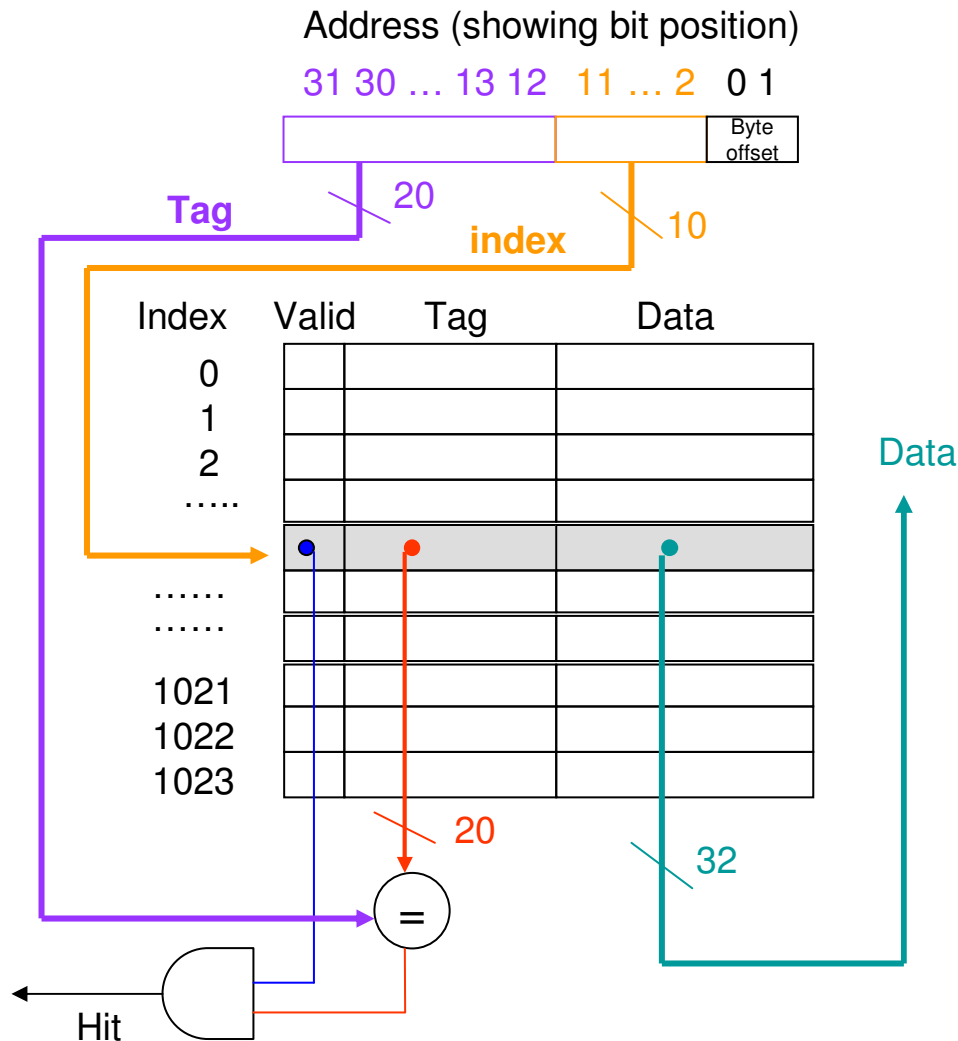 Address (showing bit position)
31 30 … 13 12 11 … 2 0 1
Byte
offset
20
Tag
10
index
Index Valid Tag Data
0
1
2
…..
Data
……
……
1021
1022
1023
20
32
=
Hit